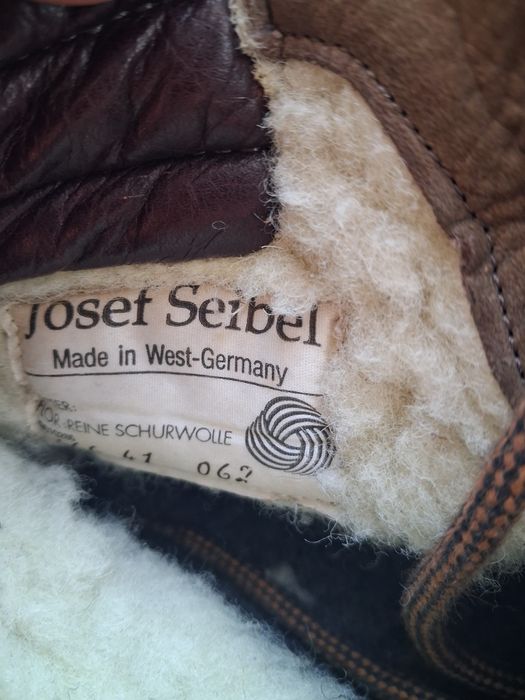 Josef Seibel
Made in West-Germany
REINE SCHURWOLLE
41 062